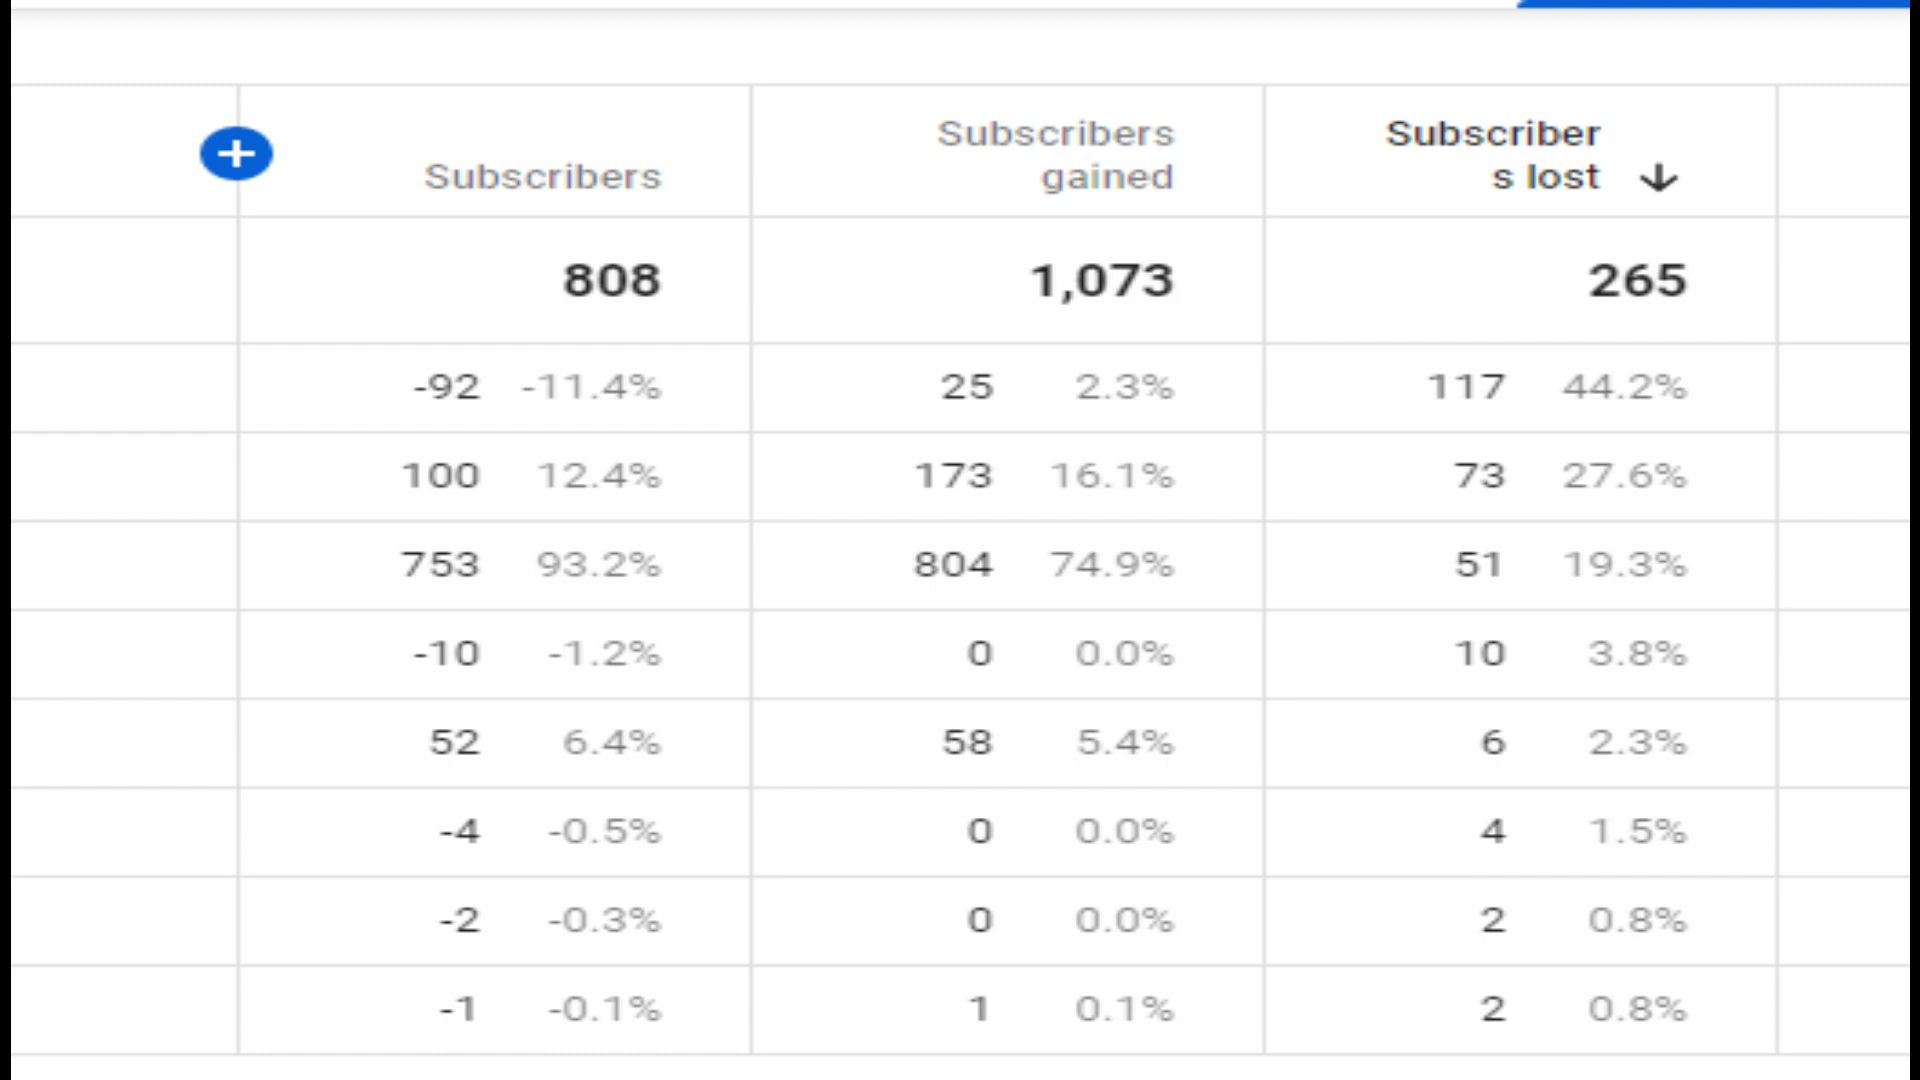 Subscribers
Subscribers
gained
Subscriber
s lost
808 1,073 265
-92 -11.4% 25 2.3% 117 44.2%
100 12.4% 173 16.1% 73 27.6%
753 93.2% 804 74.9% 51 19.3%
-10 -1.2% 0 0.0% 10 3.8%
52 6.4% 58 5.4% 6 2.3%
-4 -0.5% 0 0.0% 4 1.5%
-2 -0.3% 0 0.0% 2 0.8%
-1 -0.1% 1 0.1% 2 0.8%